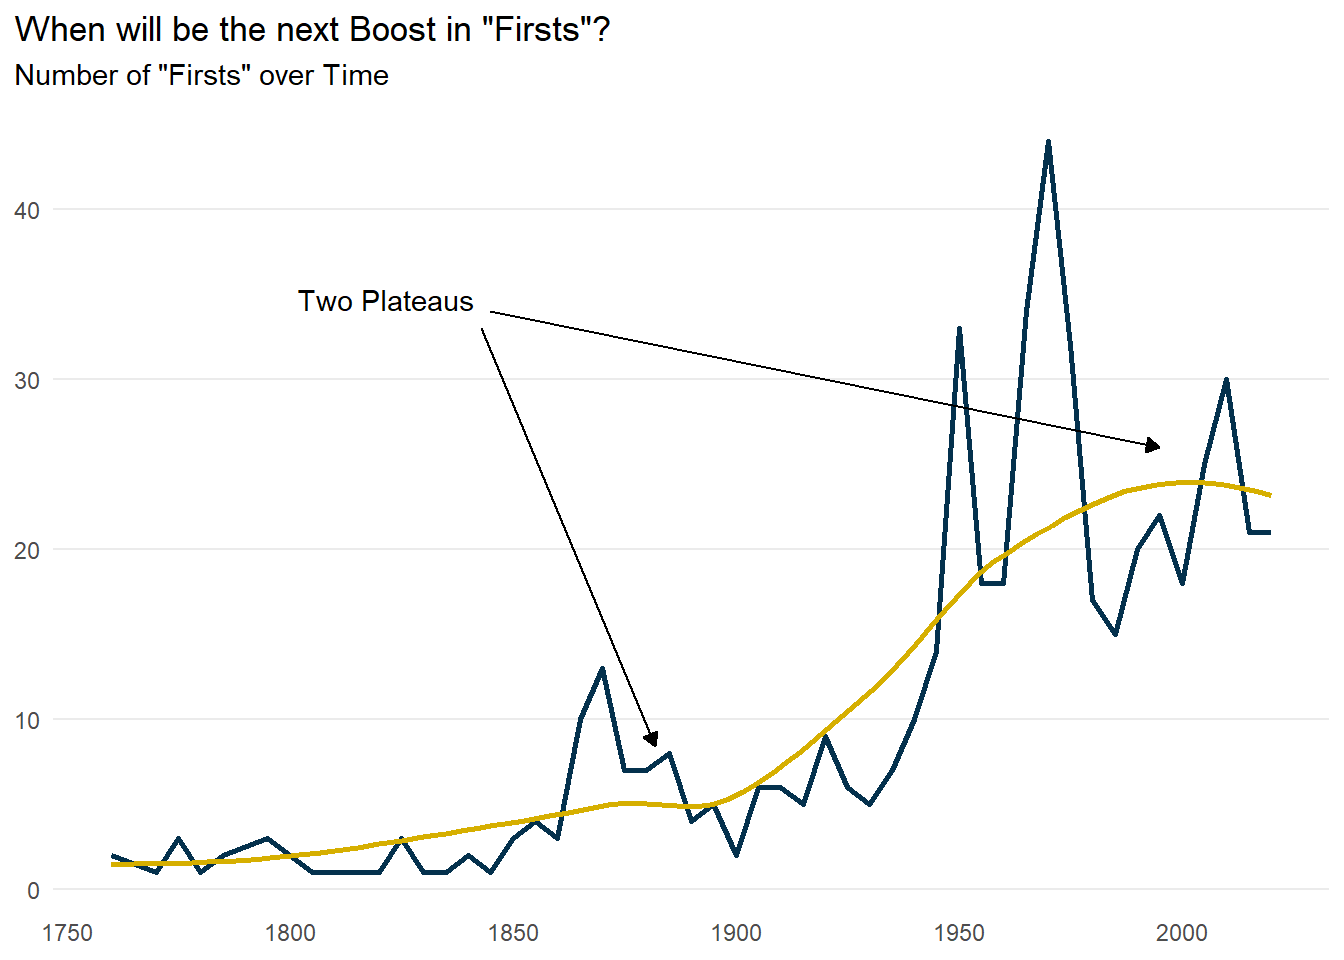 When will be the next Boost in "Firsts"?
Number of "Firsts" over Time
40
Two Plateaus
30
20
10
0
1750 1800 1850 1900 1950 2000